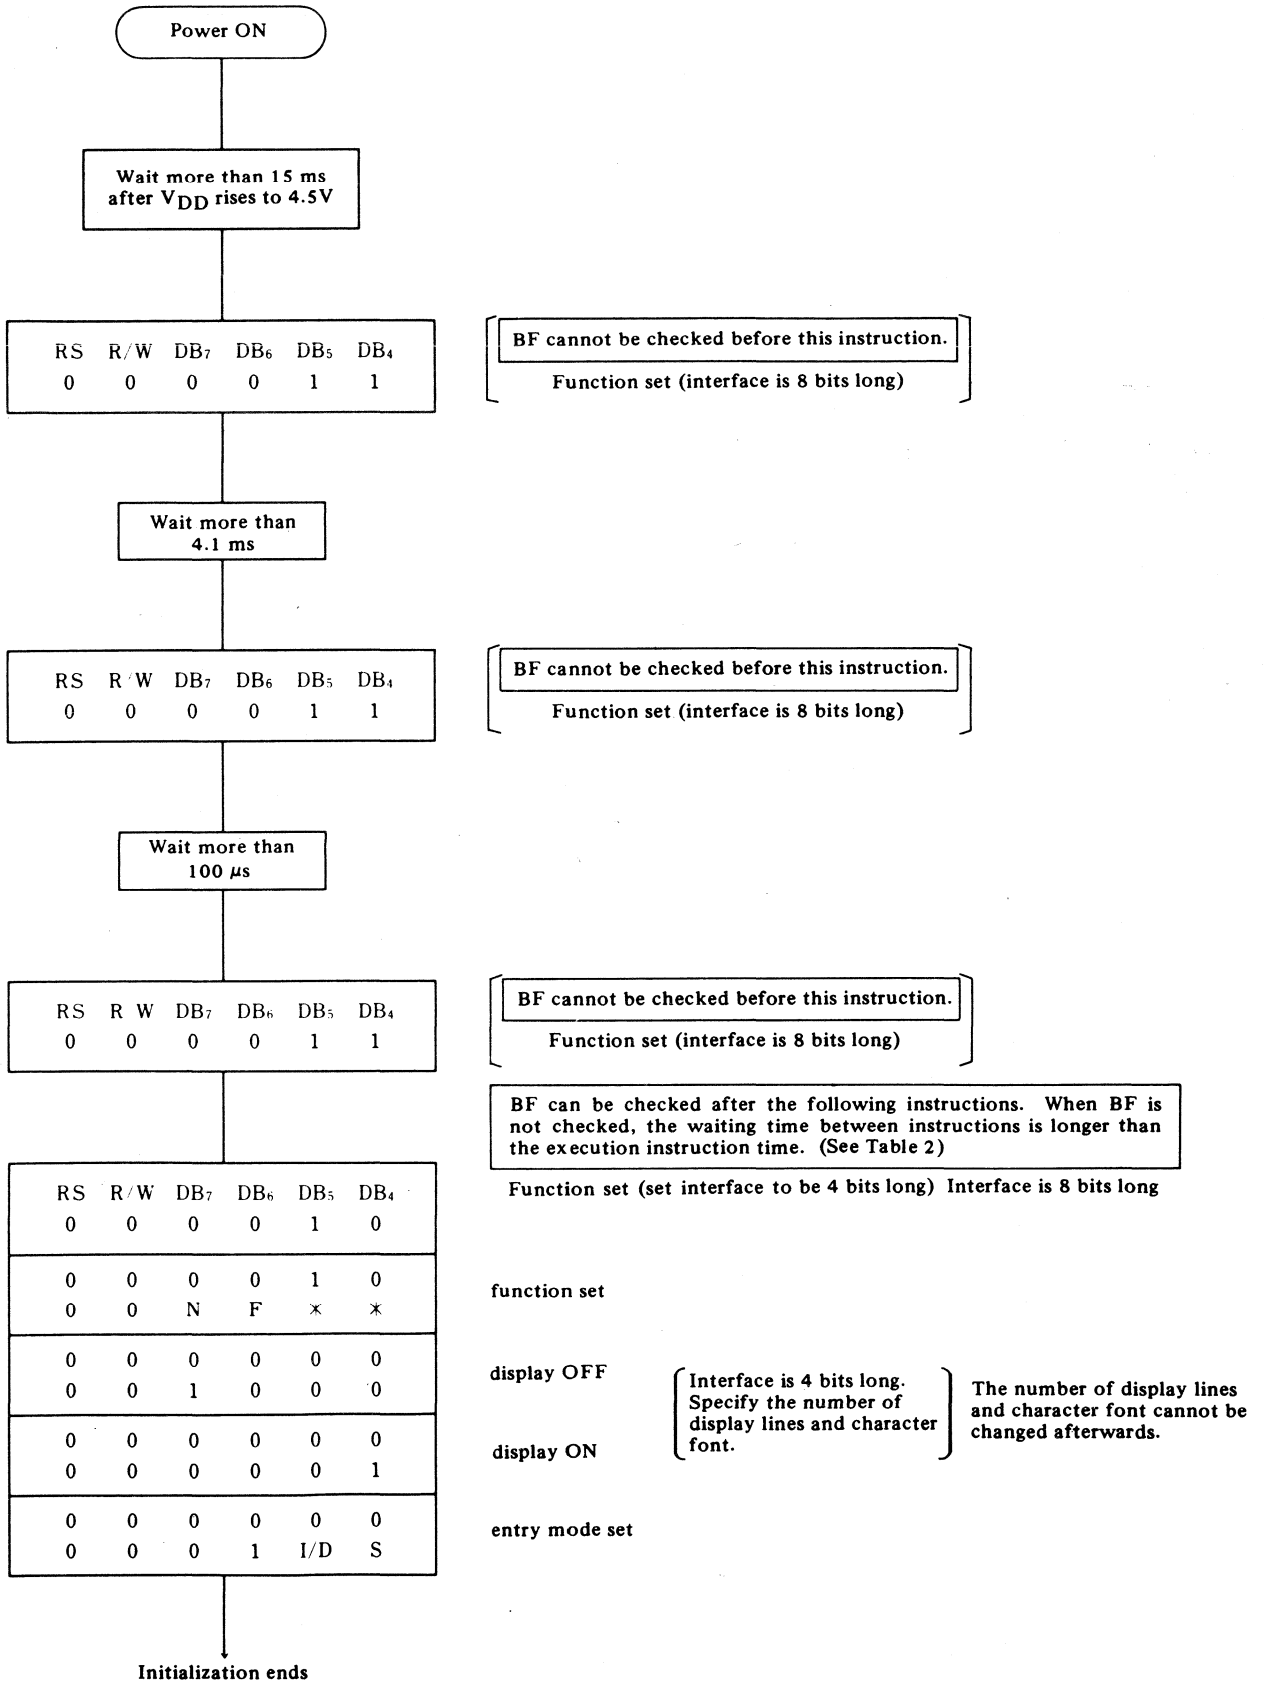 Power ON
Wait more than 15 ms
after VDD rises to 4.5V
RS R/W DB7 DB6 DB5 DB4
0 0 0 0 1 1
BF cannot be checked before this instruction.
Function set (interface is 8 bits long)
Wait more than
4.1 ms
RS R/W DB7 DB6 DB5 DB4
0 0 0 0 1 1
BF cannot be checked before this instruction.
Function set (interface is 8 bits long)
Wait more than
100 μs
RS R W DB7 DB6 DB5 DB4
0 0 0 0 1 1
BF cannot be checked before this instruction.
Function set (interface is 8 bits long)
BF can be checked after the following instructions. When BF is
not checked, the waiting time between instructions is longer than
the execution instruction time. (See Table 2)
RS R/W DB7 DB6 DB5 DB4
0 0 0 0 1 0
Function set (set interface to be 4 bits long) Interface is 8 bits long
0 0 0 0 1 0
0 0 N F * *
function set
0 0 0 0 0 0
0 0 1 0 0 0
display OFF
0 0 0 0 0 0
0 0 0 0 0 1
display ON
Interface is 4 bits long.
Specify the number of
display lines and character
font.
The number of display lines
and character font cannot be
changed afterwards.
0 0 0 0 0 0
0 0 0 1 I/D S
entry mode set
Initialization ends